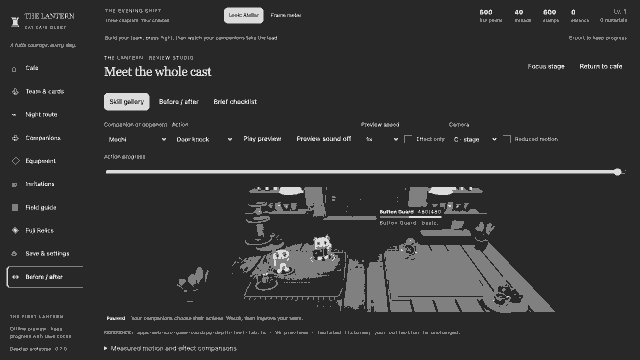 THE LANTERN
CAT CAFE QUEST
A little courage, every day.
Cafe
Team & cards
Night route
Companions
Equipment
Invitations
Field guide
Fuji Relics
Save & settings
Before / after
THE FIRST LANTERN
THE EVENING SHIFT
Look: Atelier
Frame meter
600
40
600
0
Lv. 1
0 materials
Build your team, press fight, then watch your companions take the lead
Export to keep progress
THE LANTERN REVIEW STUDIO
Meet the whole cast
Focus stage
Return to cafe
Skill gallery
Before / after
Brief checklist
Companion or opponent
Action
Preview speed
Camera
Mochi
Door knock
Play preview
Preview sound off
1x
Effect only
C - stage
Reduced motion
Action progress
Button Guard 480/480
Button Guard basic.
Paused
Your companions choose their actions. Watch, then improve your team.
Measured motion and effect comparisons